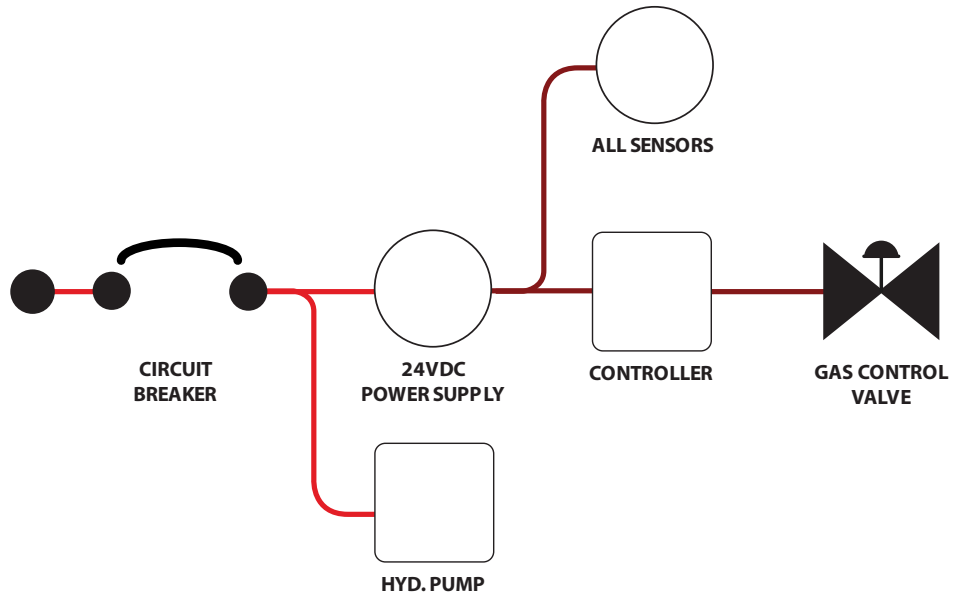 ALL SENSORS
CIRCUIT
BREAKER
24VDC
POWER SUPPLY
CONTROLLER
GAS CONTROL
VALVE
HYD. PUMP